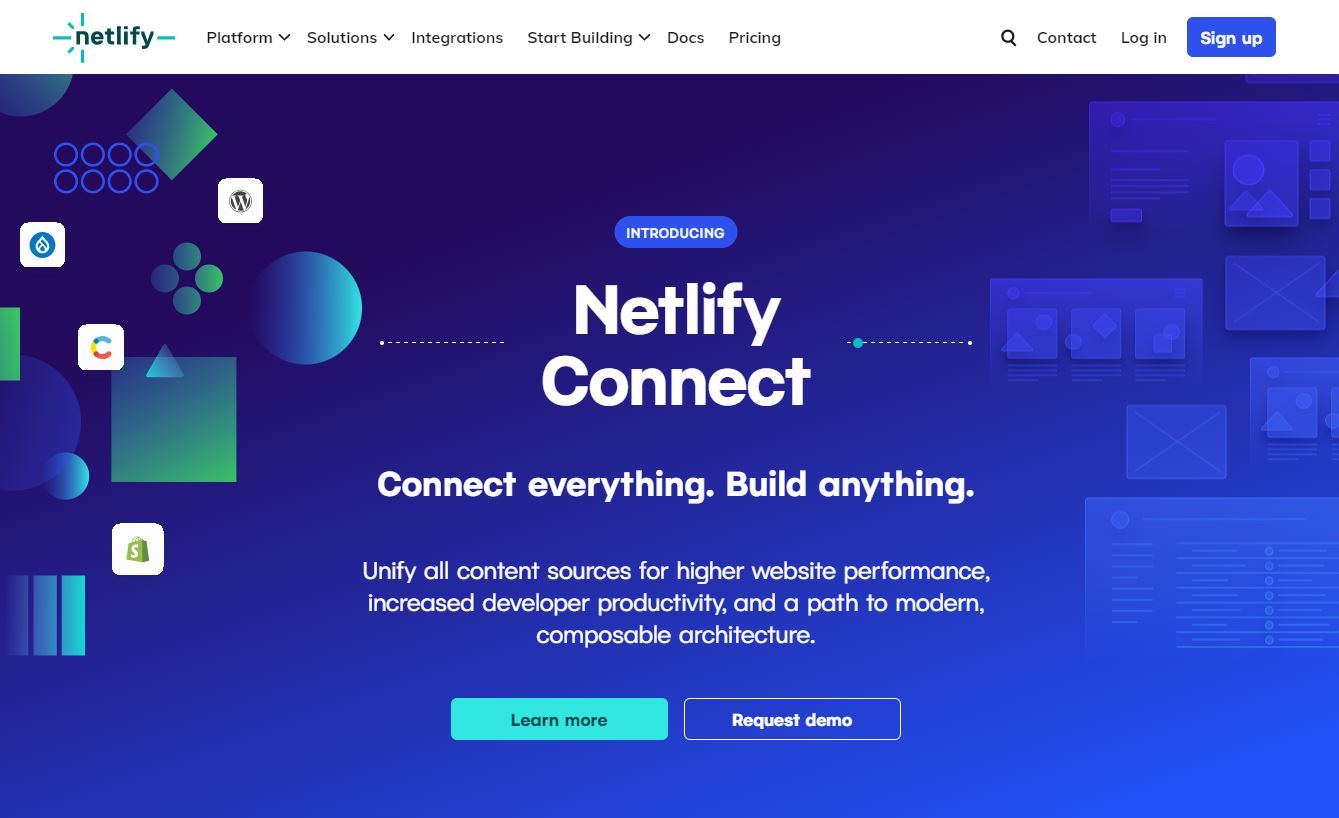 netlify
Platform
Solutions
Integrations
Start Building
Docs
Pricing
Contact
Log in
Sign up
INTRODUCING
Netlify
Connect
Connect everything. Build anything.
Unify all content sources for higher website performance,
increased developer productivity, and a path to modern,
composable architecture.
Learn more
Request demo